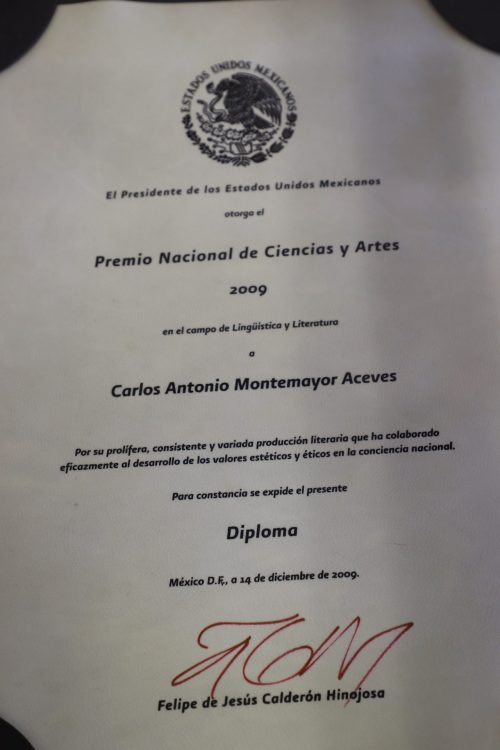 ESTADOS UNIDOS MEXICANOS
El Presidente de los Estados Unidos Mexicanos
otorga el
Premio Nacional de Ciencias y Artes
2009
en el campo de Lingüística y Literatura
a
Carlos Antonio Montemayor Aceves
Por su prolífera, consistente y variada producción literaria que ha colaborado
eficazmente al desarrollo de los valores estéticos y éticos en la conciencia nacional.
Para constancia se expide el presente
Diploma
México D.F., a 14 de diciembre de 2009.
Felipe de Jesús Calderón Hinojosa